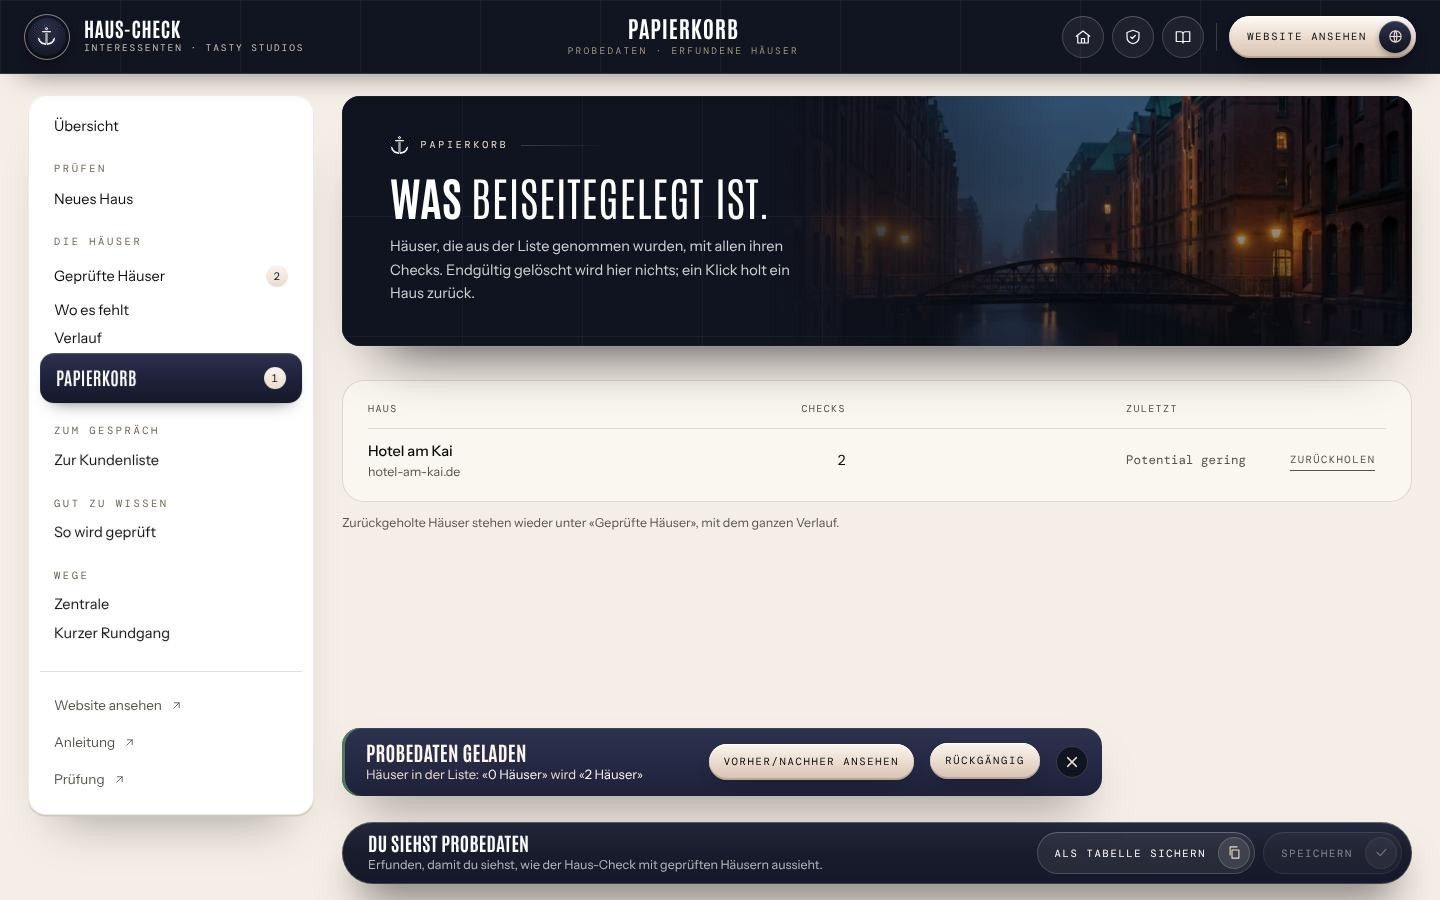 HAUS-CHECK
INTERESSENTEN · TASTY STUDIOS
PAPIERKORB
PROBEDATEN · ERFUNDENE HÄUSER
WEBSITE ANSEHEN
Übersicht
PRÜFEN
Neues Haus
DIE HÄUSER
Geprüfte Häuser 2
Wo es fehlt
Verlauf
PAPIERKORB 1
ZUM GESPRÄCH
Zur Kundenliste
GUT ZU WISSEN
So wird geprüft
WEGE
Zentrale
Kurzer Rundgang
Website ansehen
Anleitung
Prüfung
PAPIERKORB
WAS BEISEITEGELEGT IST.
Häuser, die aus der Liste genommen wurden, mit allen ihren
Checks. Endgültig gelöscht wird hier nichts; ein Klick holt ein
Haus zurück.
HAUS CHECKS ZULETZT
Hotel am Kai
hotel-am-kai.de
2 Potential gering ZURÜCKHOLEN
Zurückgeholte Häuser stehen wieder unter «Geprüfte Häuser», mit dem ganzen Verlauf.
PROBEDATEN GELADEN
Häuser in der Liste: «0 Häuser» wird «2 Häuser»
VORHER/NACHHER ANSEHEN RÜCKGÄNGIG
DU SIEHST PROBEDATEN
Erfunden, damit du siehst, wie der Haus-Check mit geprüften Häusern aussieht.
ALS TABELLE SICHERN SPEICHERN